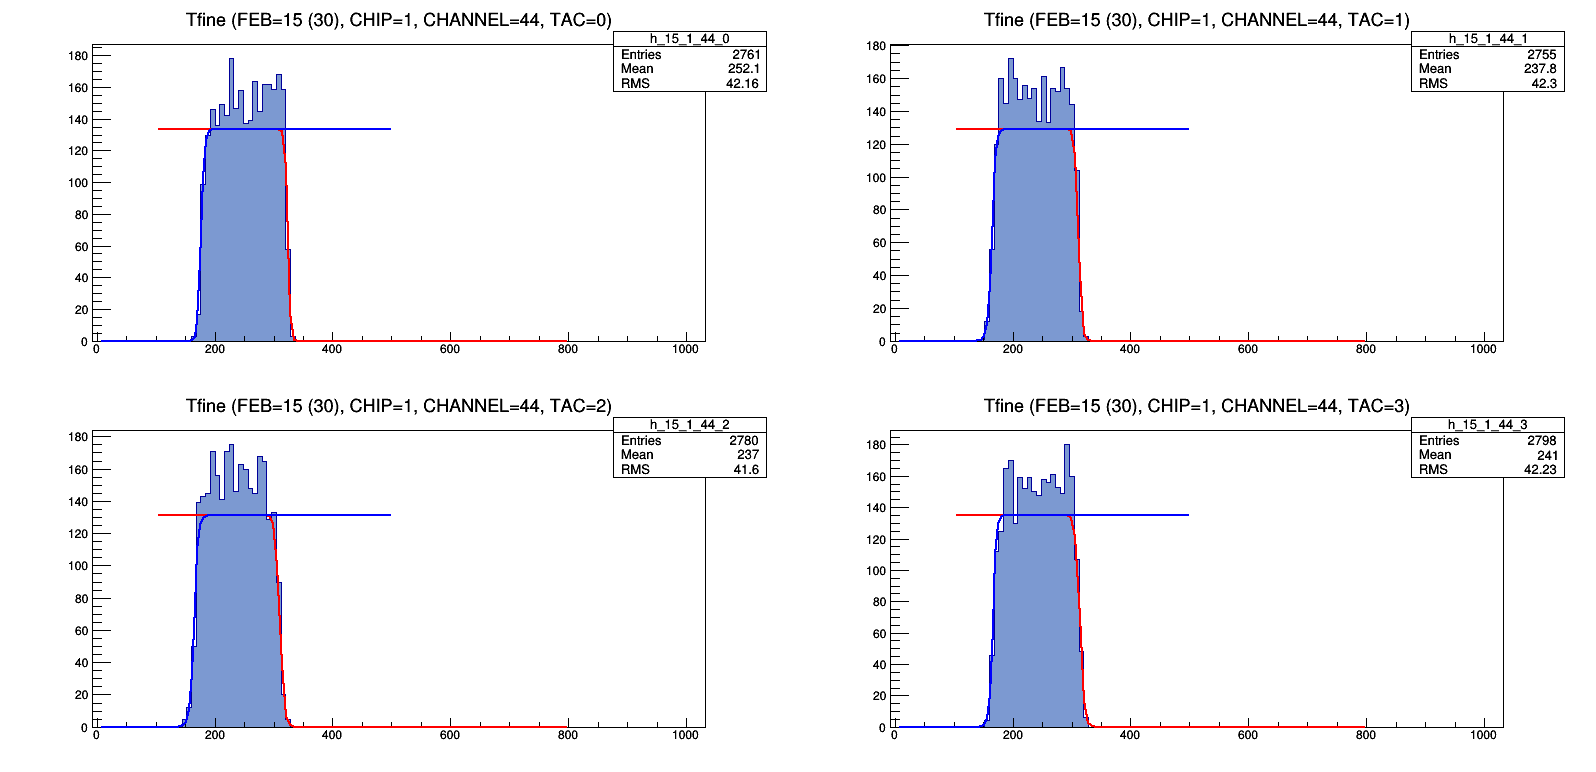 Tfine (FEB=15 (30), CHIP=1, CHANNEL=44, TAC=0)
h_15_1_44_0
Entries 2761
Mean 252.1
RMS 42.16
180
160
140
120
100
80
60
40
20
0
0 200 400 600 800 1000
Tfine (FEB=15 (30), CHIP=1, CHANNEL=44, TAC=1)
h_15_1_44_1
Entries 2755
Mean 237.8
RMS 42.3
180
160
140
120
100
80
60
40
20
0
0 200 400 600 800 1000
Tfine (FEB=15 (30), CHIP=1, CHANNEL=44, TAC=2)
h_15_1_44_2
Entries 2780
Mean 237
RMS 41.6
180
160
140
120
100
80
60
40
20
0
0 200 400 600 800 1000
Tfine (FEB=15 (30), CHIP=1, CHANNEL=44, TAC=3)
h_15_1_44_3
Entries 2798
Mean 241
RMS 42.23
180
160
140
120
100
80
60
40
20
0
0 200 400 600 800 1000